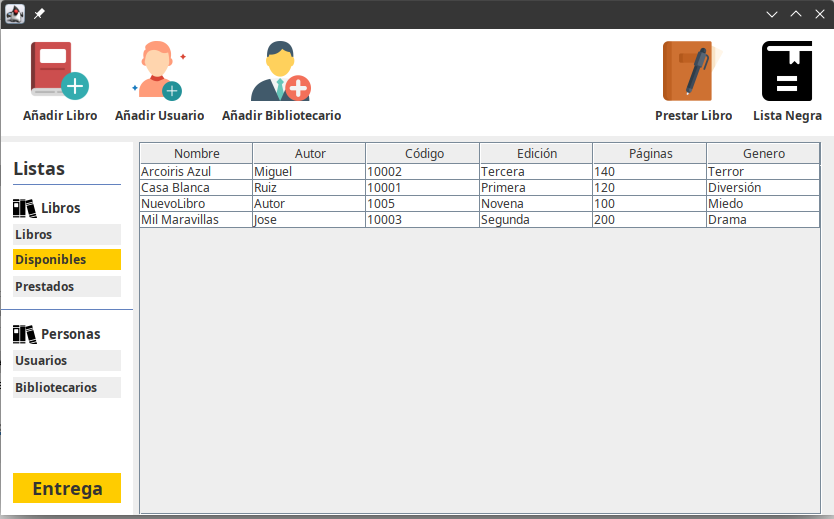 Añadir Libro Añadir Usuario Añadir Bibliotecario Prestar Libro Lista Negra
Listas
Libros
Libros
Disponibles
Prestados
Personas
Usuarios
Bibliotecarios
Entrega
Nombre Autor Código Edición Páginas Genero
Arcoiris Azul Miguel 10002 Tercera 140 Terror
Casa Blanca Ruiz 10001 Primera 120 Diversión
NuevoLibro Autor 1005 Novena 100 Miedo
Mil Maravillas Jose 10003 Segunda 200 Drama